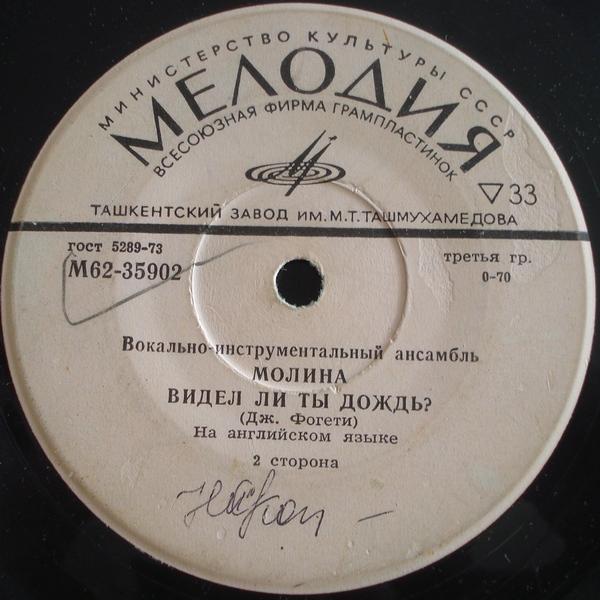 МИНИСТЕРСТВО КУЛЬТУРЫ СССР
МЕЛОДИЯ
ВСЕСОЮЗНАЯ ФИРМА ГРАМПЛАСТИНОК
▽33
ТАШКЕНТСКИЙ ЗАВОД ИМ. М.Т.ТАШМУХАМЕДОВА
гост 5289-73
третья гр.
М62-35902
0-70
Вокально-инструментальный ансамбль
МОЛИНА
ВИДЕЛ ЛИ ТЫ ДОЖДЬ?
(Дж. Фогети)
На английском языке
2 сторона